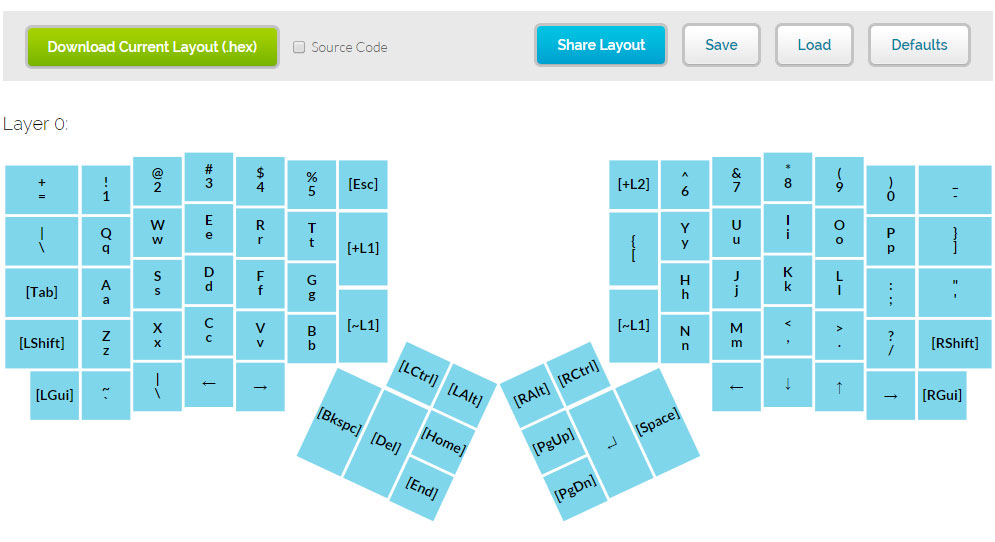 Download Current Layout (.hex) Source Code Share Layout Save Load Defaults
Layer 0:
+ ! @ # $ % [Esc] [+L2] ^ & * ( ) _
= 1 2 3 4 5 6 7 8 9 0 -
| Q W E R T [+L1] { Y U I O P }
\ q w e r t [ y u i o p ]
[Tab] A S D F G H J K L : "
a s d f g h j k l ; '
[LShift] Z X C V B [~L1] [~L1] N M < > ? [RShift]
z x c v b n m , . /
[LGui] ~ | ← → ← ↓ ↑ → [RGui]
` \
[LCtrl] [LAlt] [RAlt] [RCtrl]
[Bkspc] [Del] [Home] [PgUp] ↵ [Space]
[End] [PgDn]